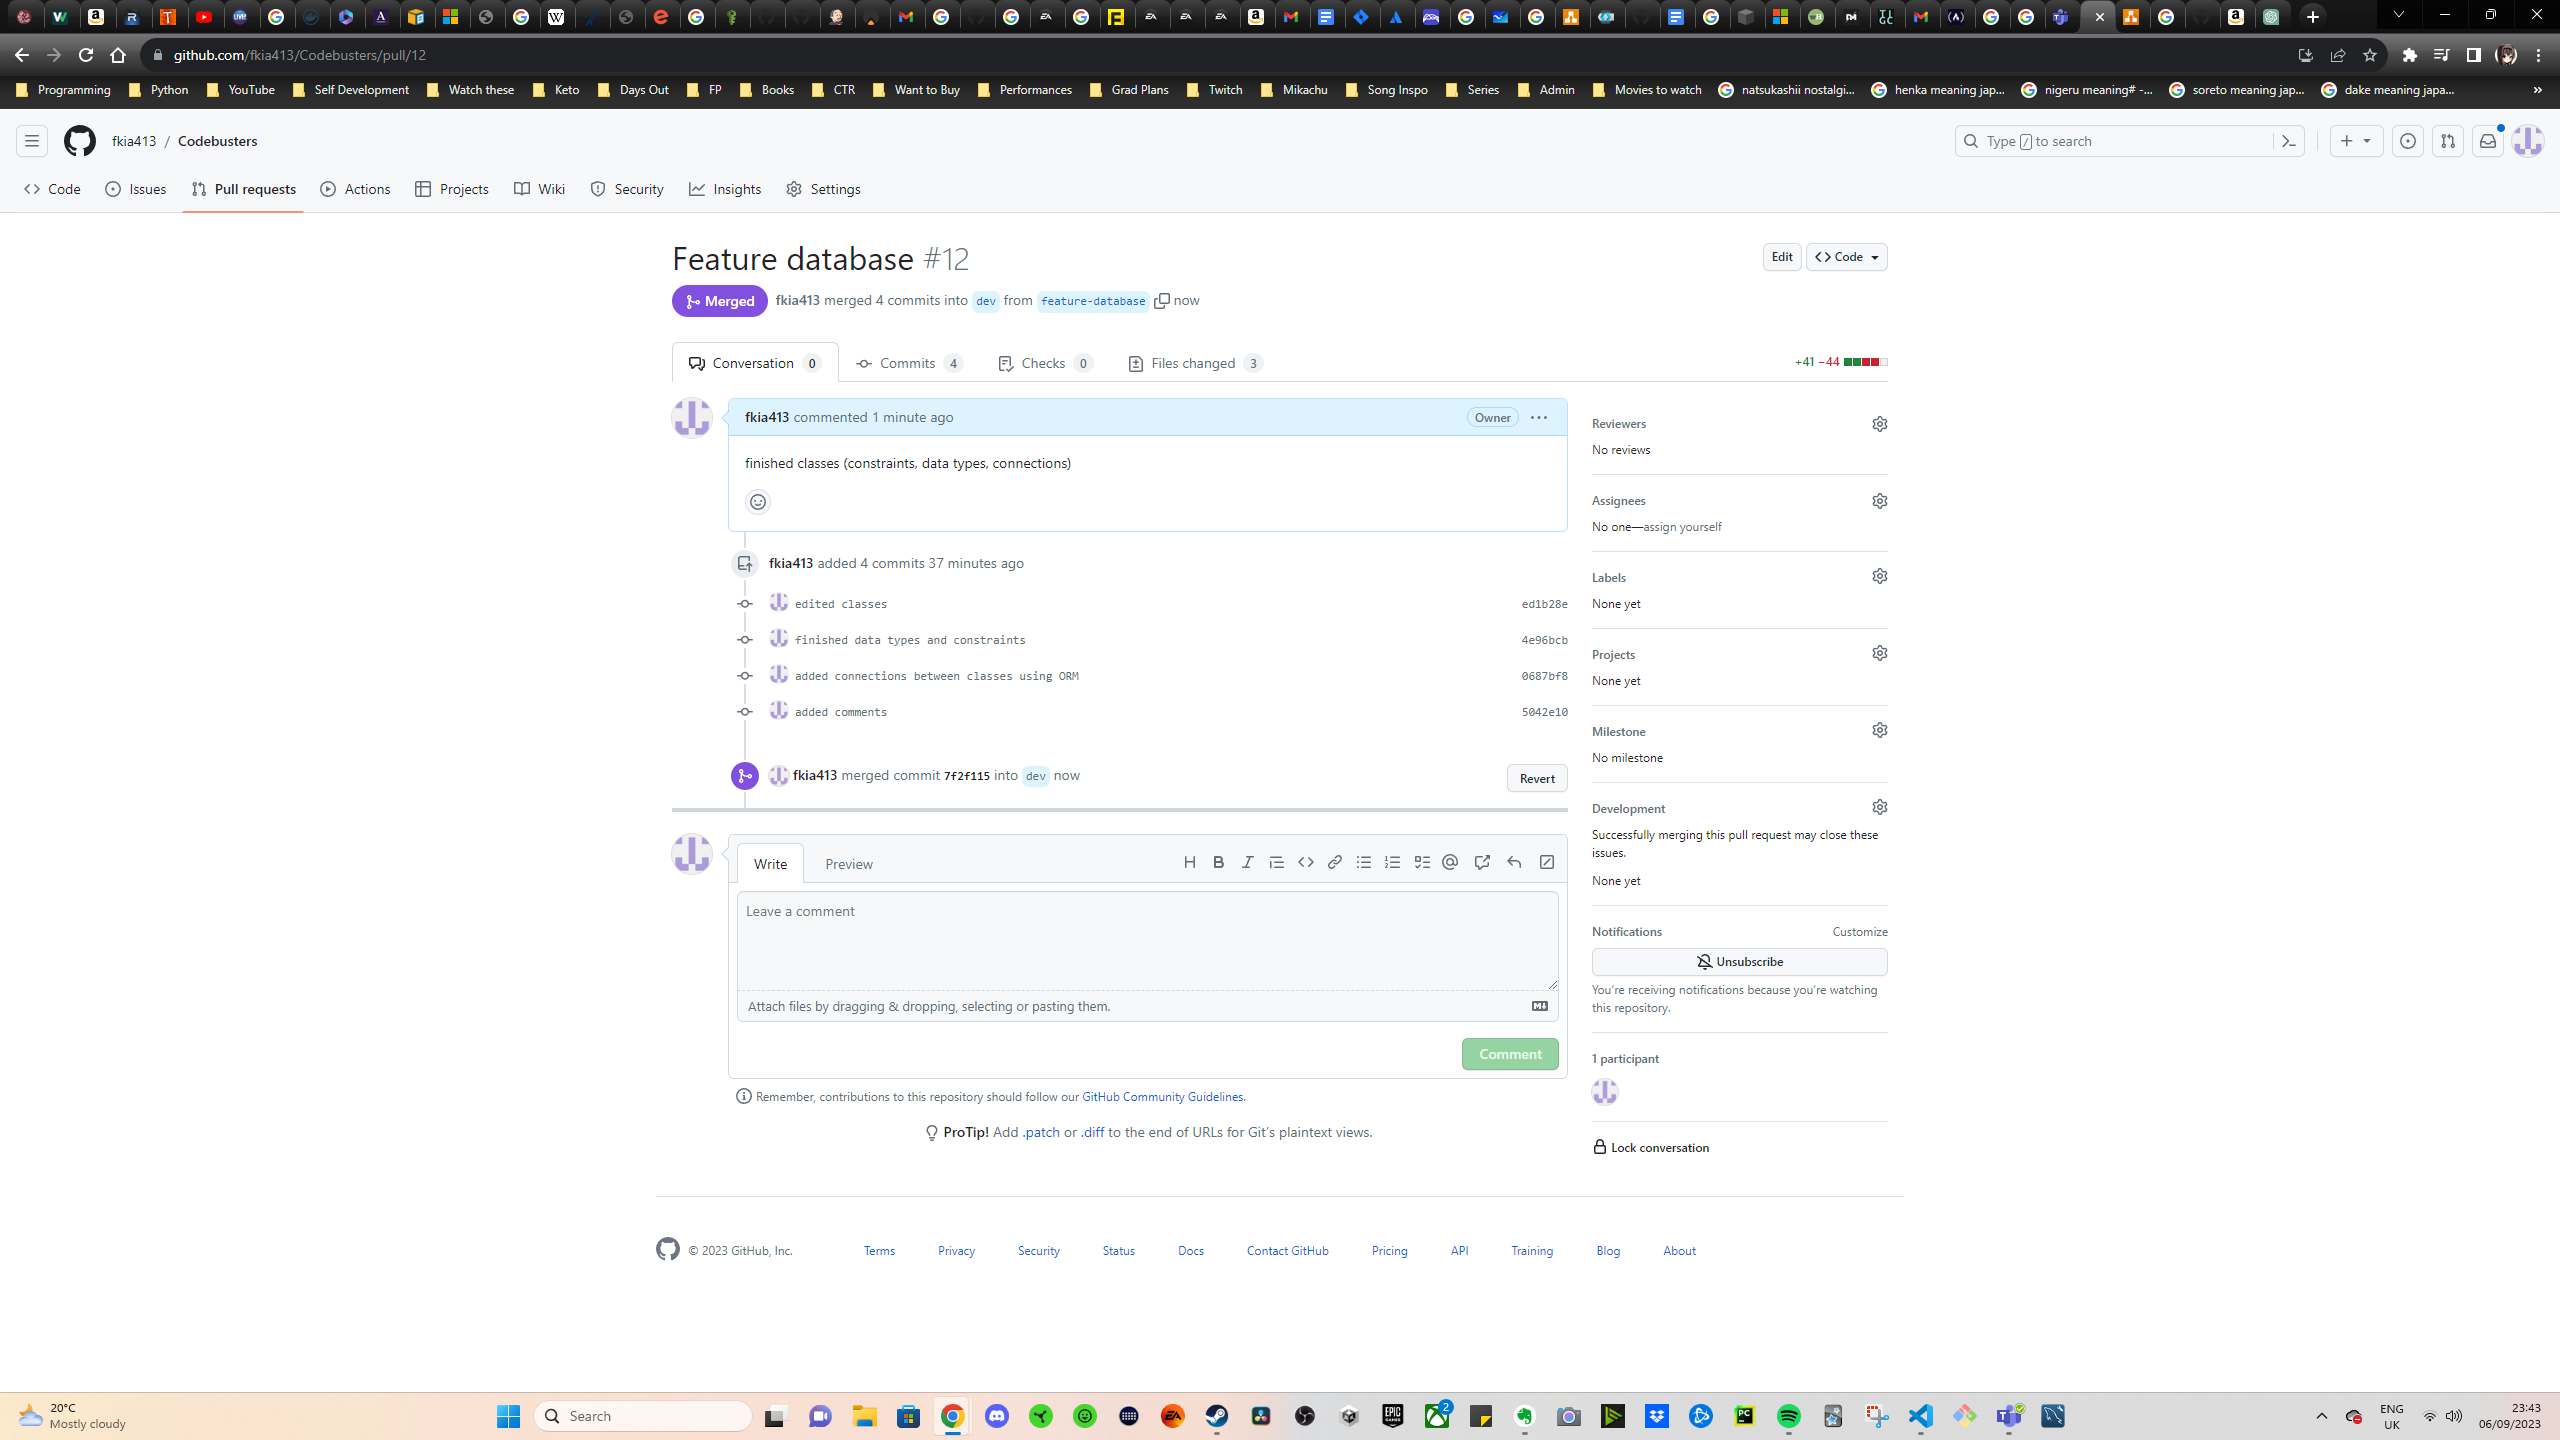 github.com/fkia413/Codebusters/pull/12
Programming Python YouTube Self Development Watch these Keto Days Out FP Books CTR Want to Buy Performances Grad Plans Twitch Mikachu Song Inspo Series Admin Movies to watch natsukashii nostalgi... henka meaning jap... nigeru meaning# -... soreto meaning jap... dake meaning japa... »
fkia413 / Codebusters
Type / to search
Code Issues Pull requests Actions Projects Wiki Security Insights Settings
Feature database #12
Edit
Code
Merged
fkia413 merged 4 commits into dev from feature-database now
Conversation 0 Commits 4 Checks 0 Files changed 3
+41 −44
fkia413 commented 1 minute ago
Owner
finished classes (constraints, data types, connections)
fkia413 added 4 commits 37 minutes ago
edited classes ed1b28e
finished data types and constraints 4e96bcb
added connections between classes using ORM 0687bf8
added comments 5042e10
fkia413 merged commit 7f2f115 into dev now
Revert
Write Preview
Leave a comment
Attach files by dragging & dropping, selecting or pasting them.
Comment
Remember, contributions to this repository should follow our GitHub Community Guidelines.
ProTip! Add .patch or .diff to the end of URLs for Git's plaintext views.
Reviewers
No reviews
Assignees
No one—assign yourself
Labels
None yet
Projects
None yet
Milestone
No milestone
Development
Successfully merging this pull request may close these
issues.
None yet
Notifications Customize
Unsubscribe
You're receiving notifications because you're watching
this repository.
1 participant
Lock conversation
© 2023 GitHub, Inc. Terms Privacy Security Status Docs Contact GitHub Pricing API Training Blog About
20°C
Mostly cloudy
Search
2
ENG
UK
23:43
06/09/2023